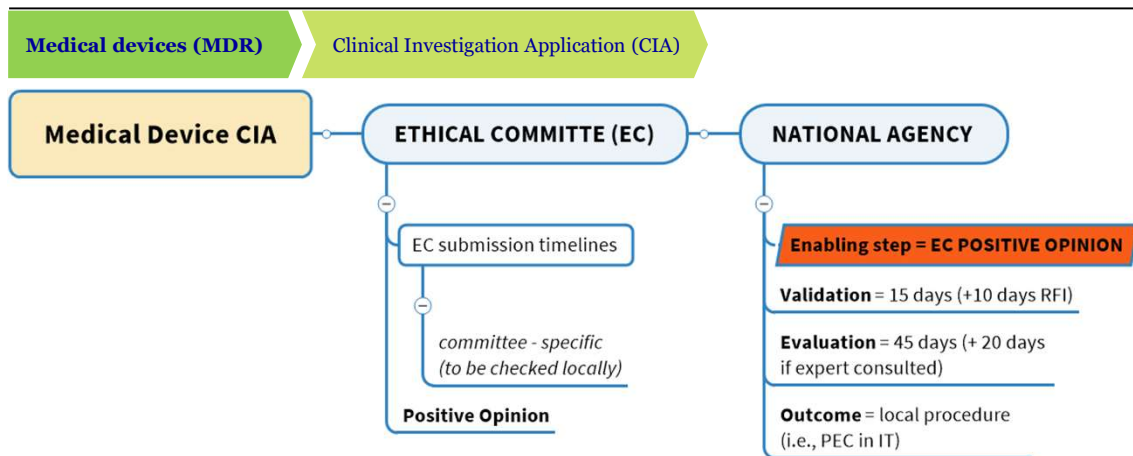 Medical devices (MDR)
Clinical Investigation Application (CIA)
Medical Device CIA
ETHICAL COMMITTE (EC)
NATIONAL AGENCY
EC submission timelines
committee - specific
(to be checked locally)
Positive Opinion
Enabling step = EC POSITIVE OPINION
Validation = 15 days (+10 days RFI)
Evaluation = 45 days (+ 20 days
if expert consulted)
Outcome = local procedure
(i.e., PEC in IT)